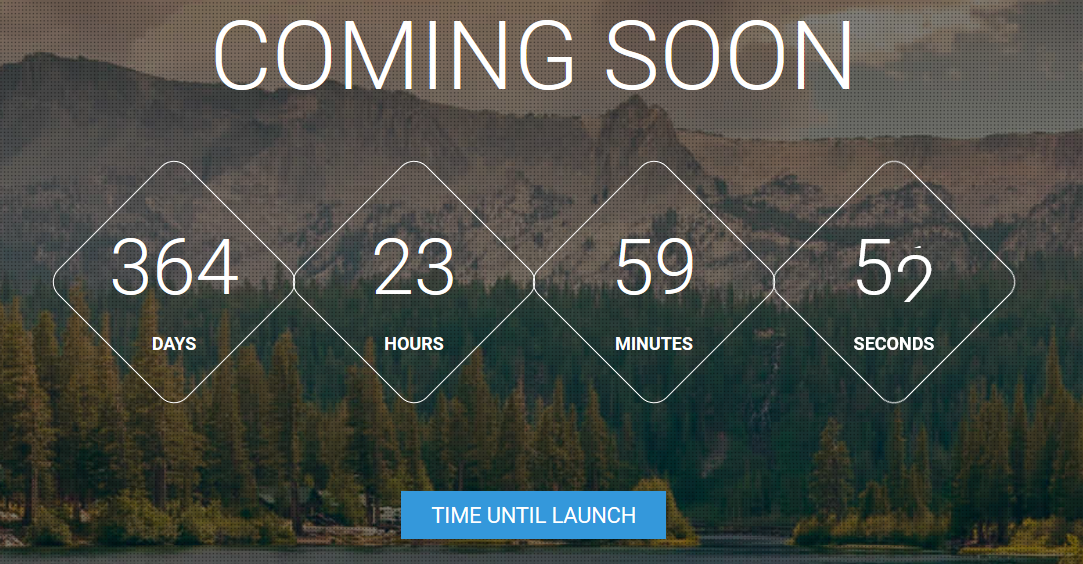 COMING SOON
364 23 59
DAYS HOURS MINUTES SECONDS
TIME UNTIL LAUNCH